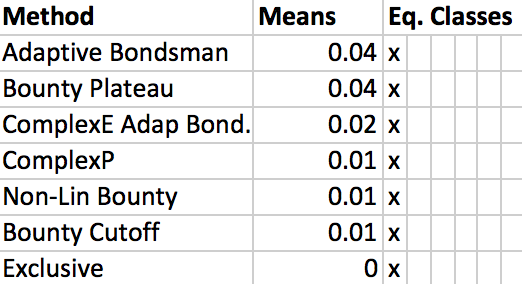 Method Means Eq. Classes
Adaptive Bondsman 0.04 x
Bounty Plateau 0.04 x
ComplexE Adap Bond. 0.02 x
ComplexP 0.01 x
Non-Lin Bounty 0.01 x
Bounty Cutoff 0.01 x
Exclusive 0 x